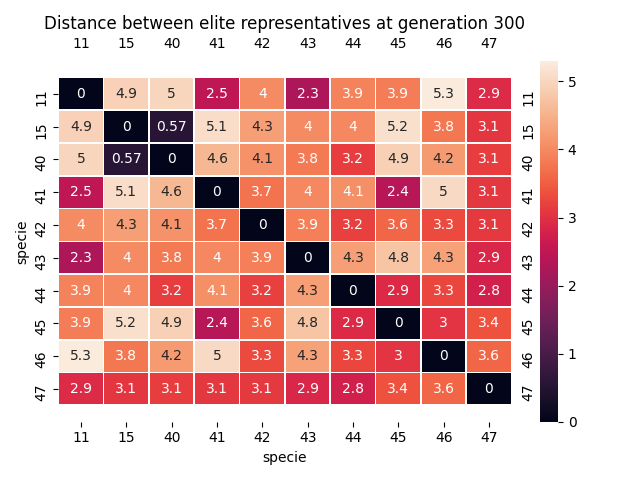 Distance between elite representatives at generation 300
11 15 40 41 42 43 44 45 46 47
11 0 4.9 5 2.5 4 2.3 3.9 3.9 5.3 2.9 11
15 4.9 0 0.57 5.1 4.3 4 4 5.2 3.8 3.1 15
40 5 0.57 0 4.6 4.1 3.8 3.2 4.9 4.2 3.1 40
41 2.5 5.1 4.6 0 3.7 4 4.1 2.4 5 3.1 41
42 4 4.3 4.1 3.7 0 3.9 3.2 3.6 3.3 3.1 42
43 2.3 4 3.8 4 3.9 0 4.3 4.8 4.3 2.9 43
44 3.9 4 3.2 4.1 3.2 4.3 0 2.9 3.3 2.8 44
45 3.9 5.2 4.9 2.4 3.6 4.8 2.9 0 3 3.4 45
46 5.3 3.8 4.2 5 3.3 4.3 3.3 3 0 3.6 46
47 2.9 3.1 3.1 3.1 3.1 2.9 2.8 3.4 3.6 0 47
11 15 40 41 42 43 44 45 46 47
specie
specie
5
4
3
2
1
0